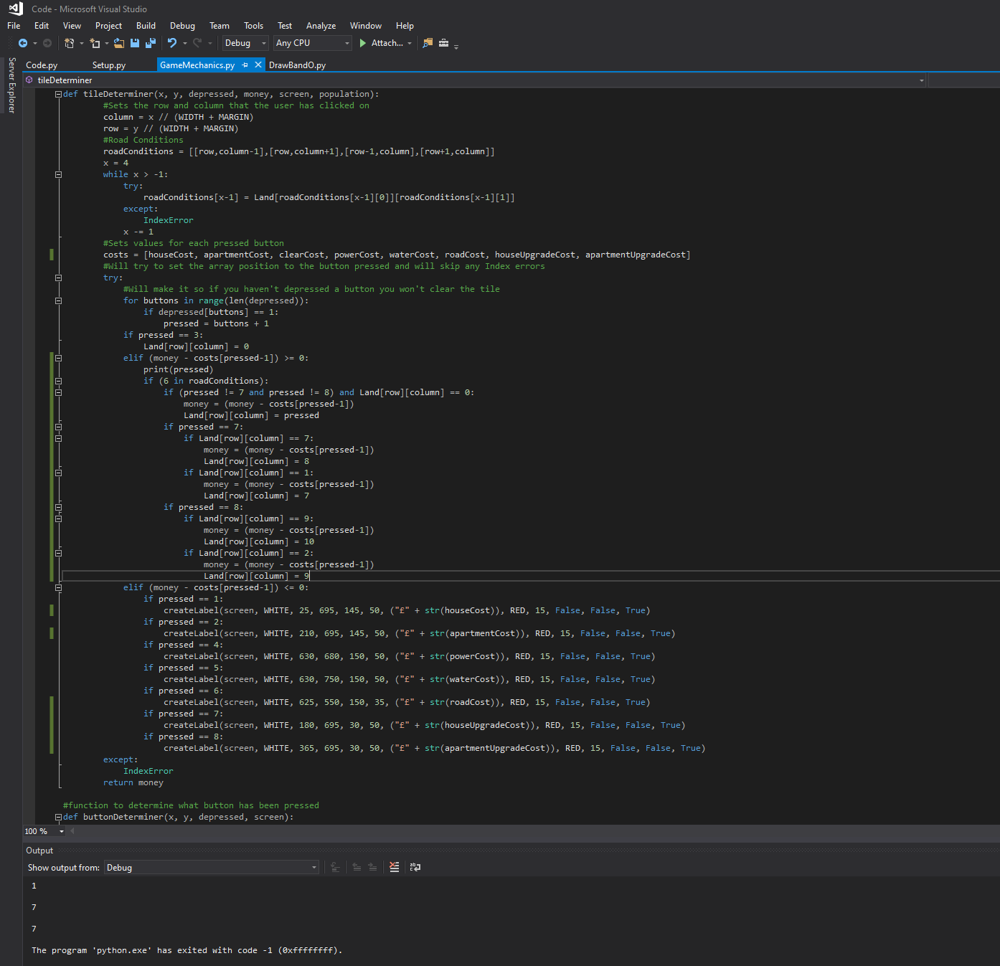 Code - Microsoft Visual Studio
File Edit View Project Build Debug Team Tools Test Analyze Window Help
Debug Any CPU Attach...
Server Explorer
Code.py Setup.py GameMechanics.py DrawBandO.py
tileDeterminer
def tileDeterminer(x, y, depressed, money, screen, population):
#Sets the row and column that the user has clicked on
column = x // (WIDTH + MARGIN)
row = y // (WIDTH + MARGIN)
#Road Conditions
roadConditions = [[row,column-1],[row,column+1],[row-1,column],[row+1,column]]
x = 4
while x > -1:
try:
roadConditions[x-1] = Land[roadConditions[x-1][0]][roadConditions[x-1][1]]
except:
IndexError
x -= 1
#Sets values for each pressed button
costs = [houseCost, apartmentCost, clearCost, powerCost, waterCost, roadCost, houseUpgradeCost, apartmentUpgradeCost]
#Will try to set the array position to the button pressed and will skip any Index errors
try:
#Will make it so if you haven't depressed a button you won't clear the tile
for buttons in range(len(depressed)):
if depressed[buttons] == 1:
pressed = buttons + 1
if pressed == 3:
Land[row][column] = 0
elif (money - costs[pressed-1]) >= 0:
print(pressed)
if (6 in roadConditions):
if (pressed != 7 and pressed != 8) and Land[row][column] == 0:
money = (money - costs[pressed-1])
Land[row][column] = pressed
if pressed == 7:
if Land[row][column] == 7:
money = (money - costs[pressed-1])
Land[row][column] = 8
if Land[row][column] == 1:
money = (money - costs[pressed-1])
Land[row][column] = 7
if pressed == 8:
if Land[row][column] == 9:
money = (money - costs[pressed-1])
Land[row][column] = 10
if Land[row][column] == 2:
money = (money - costs[pressed-1])
Land[row][column] = 9
elif (money - costs[pressed-1]) <= 0:
if pressed == 1:
createLabel(screen, WHITE, 25, 695, 145, 50, ("£" + str(houseCost)), RED, 15, False, False, True)
if pressed == 2:
createLabel(screen, WHITE, 210, 695, 145, 50, ("£" + str(apartmentCost)), RED, 15, False, False, True)
if pressed == 4:
createLabel(screen, WHITE, 630, 680, 150, 50, ("£" + str(powerCost)), RED, 15, False, False, True)
if pressed == 5:
createLabel(screen, WHITE, 630, 750, 150, 50, ("£" + str(waterCost)), RED, 15, False, False, True)
if pressed == 6:
createLabel(screen, WHITE, 625, 550, 150, 35, ("£" + str(roadCost)), RED, 15, False, False, True)
if pressed == 7:
createLabel(screen, WHITE, 180, 695, 30, 50, ("£" + str(houseUpgradeCost)), RED, 15, False, False, True)
if pressed == 8:
createLabel(screen, WHITE, 365, 695, 30, 50, ("£" + str(apartmentUpgradeCost)), RED, 15, False, False, True)
except:
IndexError
return money
#function to determine what button has been pressed
def buttonDeterminer(x, y, depressed, screen):
100 %
Output
Show output from: Debug
1
7
7
The program 'python.exe' has exited with code -1 (0xffffffff).